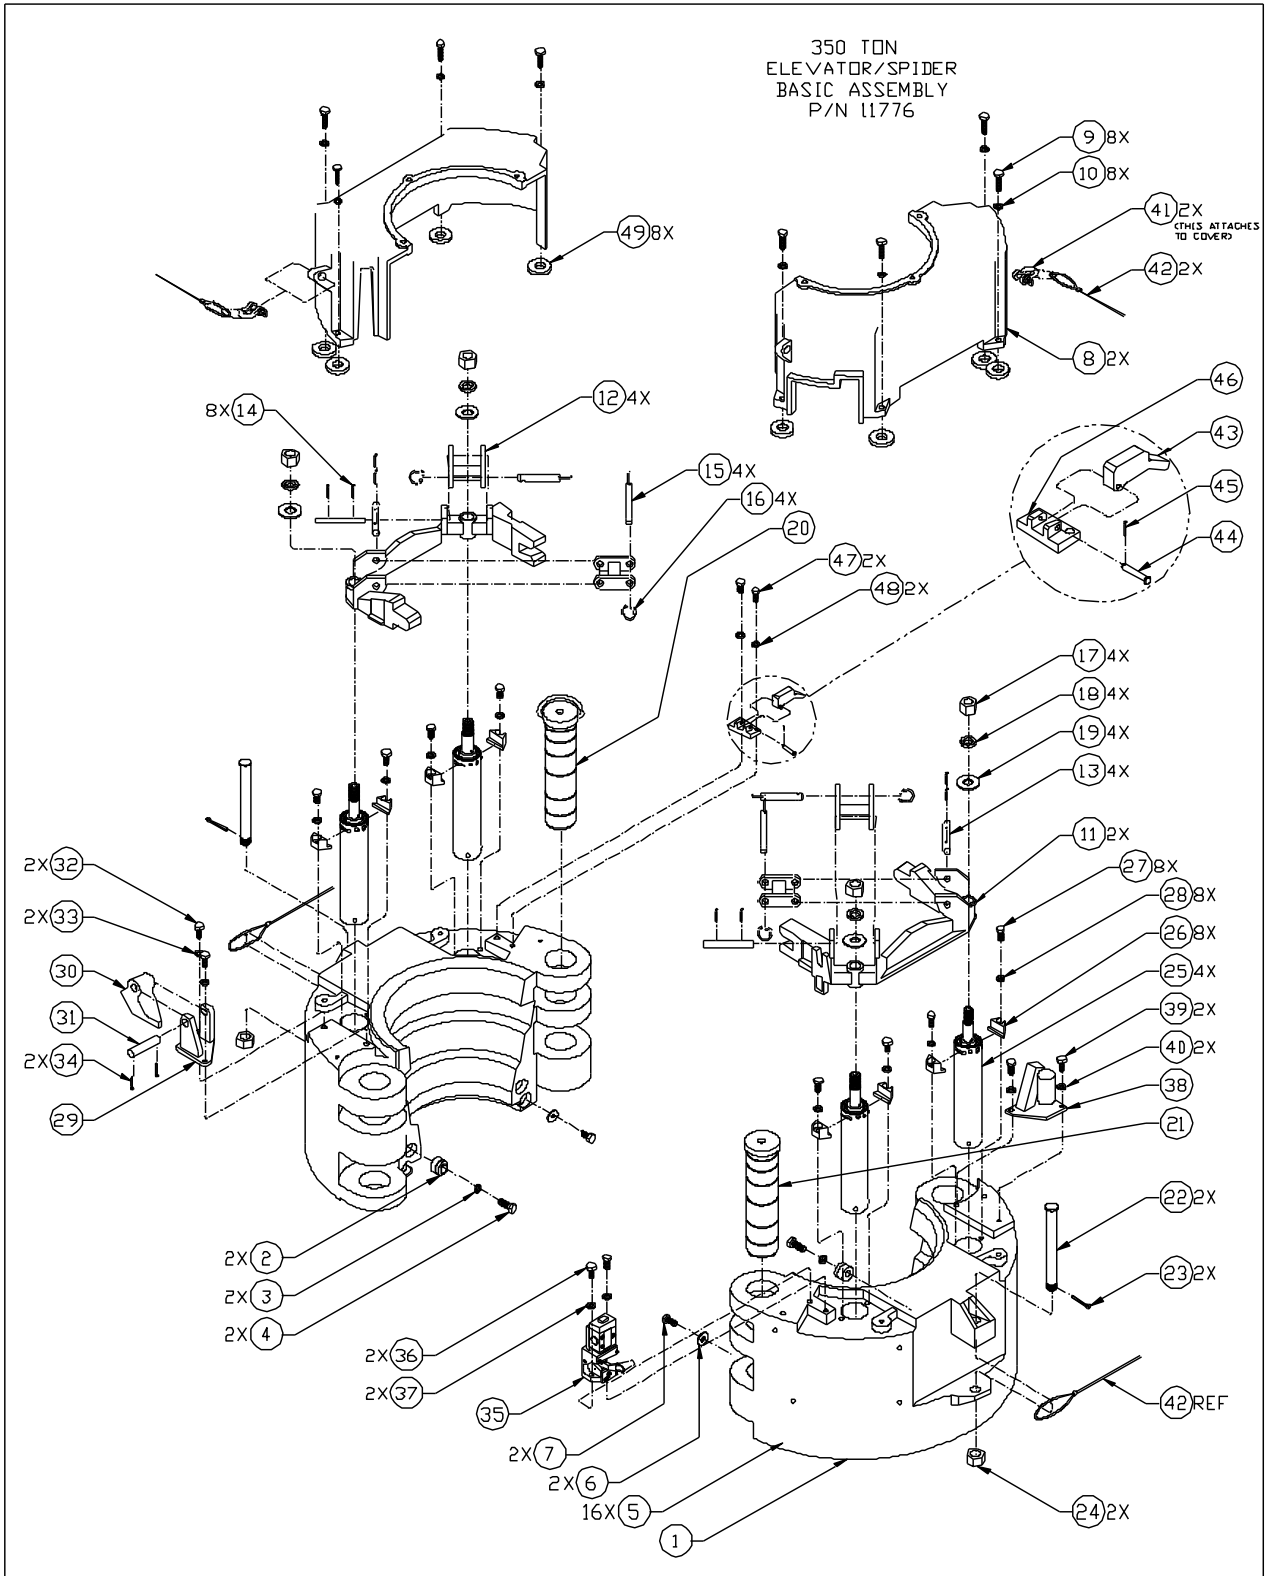 350 TON
ELEVATOR/SPIDER
BASIC ASSEMBLY
P/N 11776
9 8X
10 8X
41 2X
(THIS ATTACHES
TO COVER)
42 2X
49 8X
8 2X
46
12 4X
8X 14
43
15 4X
45
16 4X
20
44
47 2X
48 2X
17 4X
18 4X
19 4X
13 4X
11 2X
2X 32
27 8X
28 8X
2X 33
26 8X
30
25 4X
31
39 2X
2X 34
40 2X
38
29
21
22 2X
2X 2
23 2X
2X 3
2X 4
2X 36
2X 37
42 REF
35
2X 7
2X 6
16X 5
24 2X
1